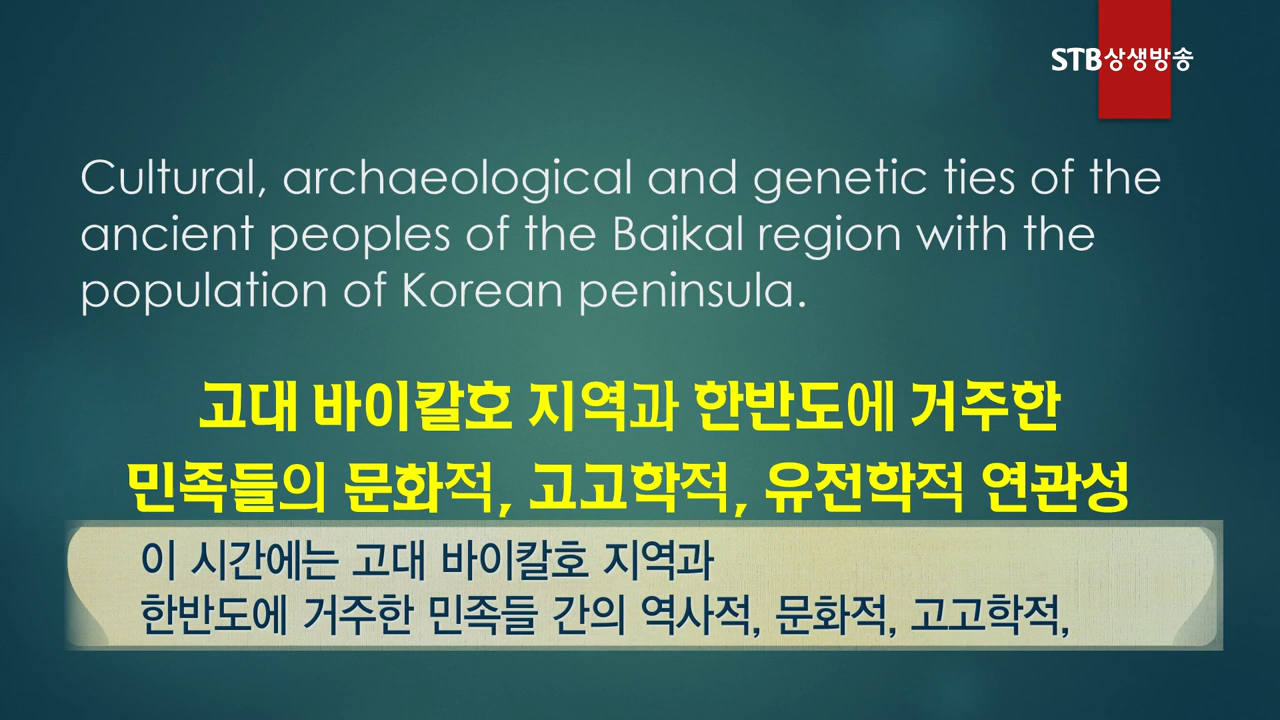 STB상생방송
Cultural, archaeological and genetic ties of the
ancient peoples of the Baikal region with the
population of Korean peninsula.
고대 바이칼호 지역과 한반도에 거주한
민족들의 문화적, 고고학적, 유전학적 연관성
이 시간에는 고대 바이칼호 지역과
한반도에 거주한 민족들 간의 역사적, 문화적, 고고학적,